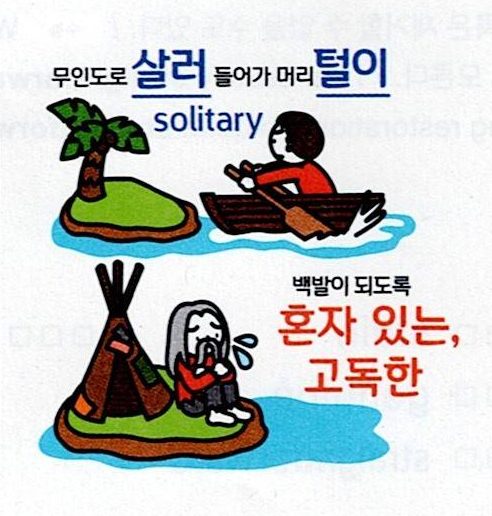 무인도로 살러 들어가 머리 털이
solitary
백발이 되도록
혼자 있는,
고독한